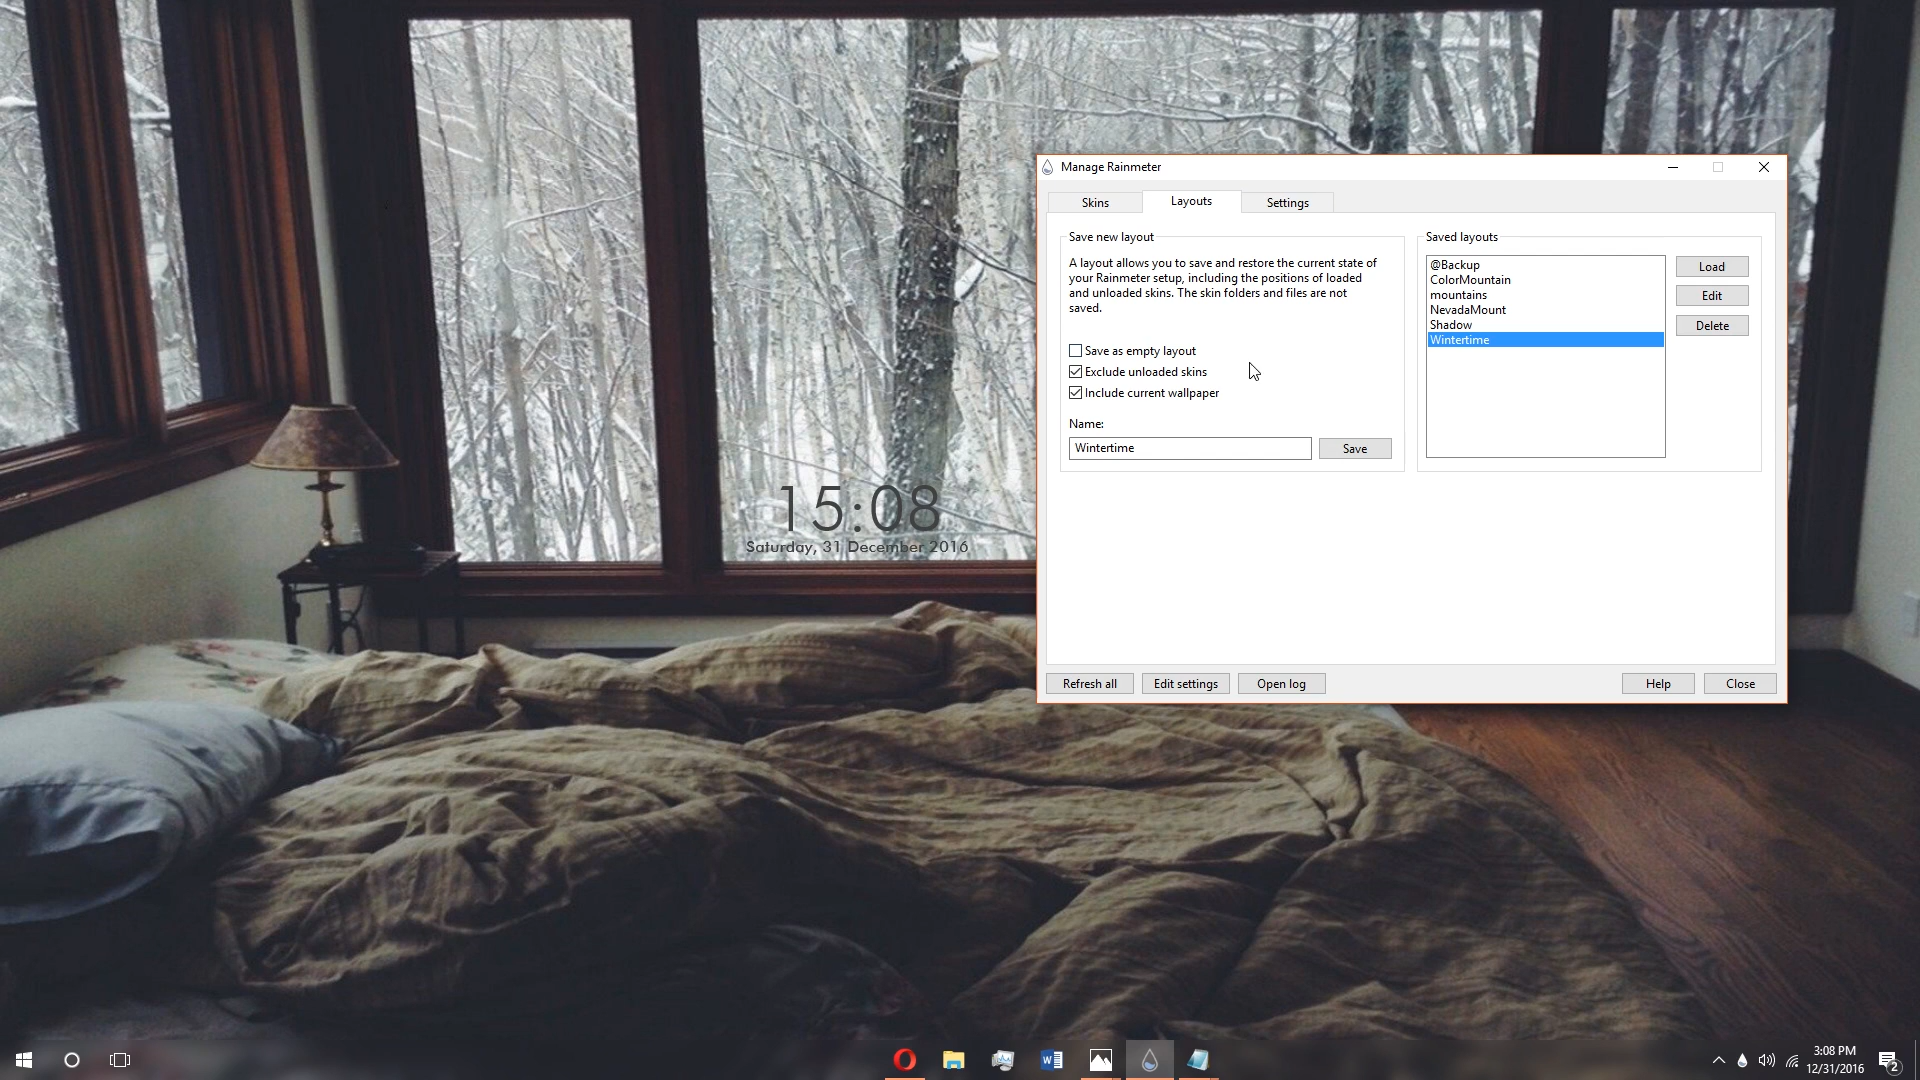 Manage Rainmeter
Skins
Layouts
Settings
Save new layout
A layout allows you to save and restore the current state of
your Rainmeter setup, including the positions of loaded
and unloaded skins. The skin folders and files are not
saved.
Save as empty layout
Exclude unloaded skins
Include current wallpaper
Name:
Wintertime
Save
Saved layouts
@Backup
ColorMountain
mountains
NevadaMount
Shadow
Wintertime
Load
Edit
Delete
15:08
Saturday, 31 December 2016
Refresh all
Edit settings
Open log
Help
Close
3:08 PM
12/31/2016
2